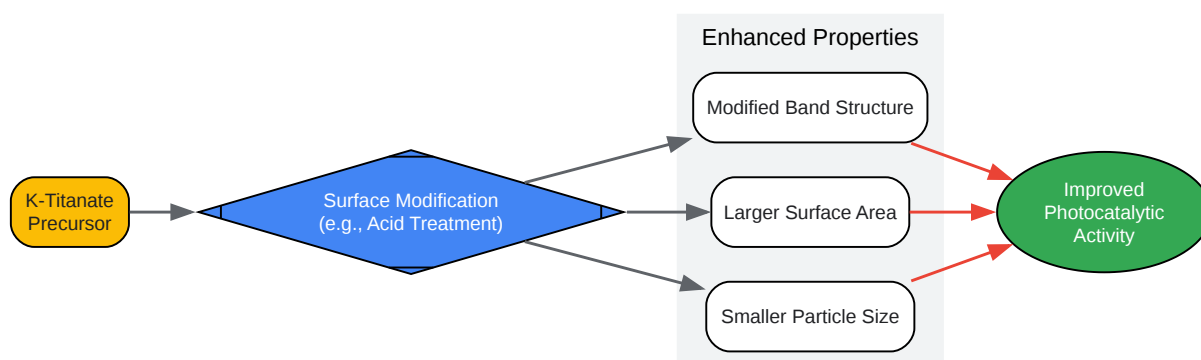 K-Titanate
Precursor
Surface Modification
(e.g., Acid Treatment)
Enhanced Properties
Modified Band Structure
Larger Surface Area
Smaller Particle Size
Improved
Photocatalytic
Activity